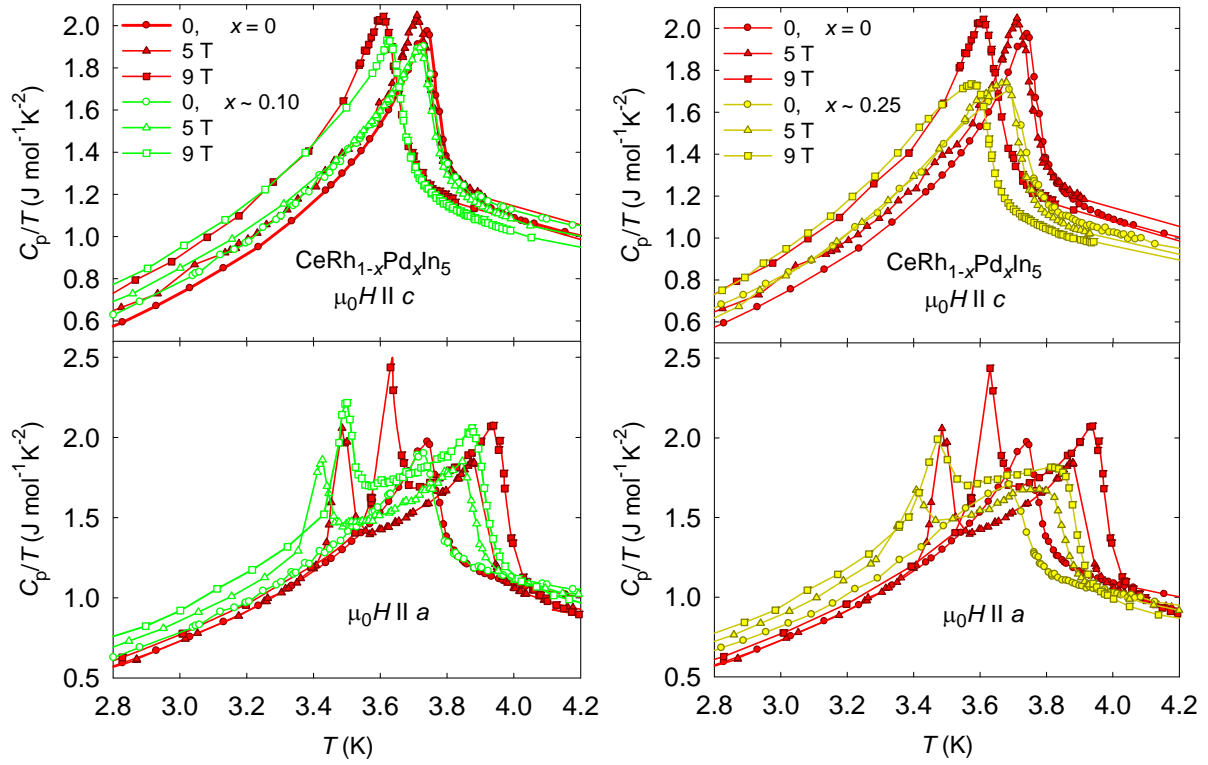 0, x = 0
5 T
9 T
0, x ~ 0.10
5 T
9 T
CeRh1-xPdxIn5
μ0H II c
Cp/T (J mol-1K-2)
2.0
1.8
1.6
1.4
1.2
1.0
0.8
0.6
0, x = 0
5 T
9 T
0, x ~ 0.25
5 T
9 T
CeRh1-xPdxIn5
μ0H II c
Cp/T (J mol-1K-2)
2.0
1.8
1.6
1.4
1.2
1.0
0.8
0.6
μ0H II a
Cp/T (J mol-1K-2)
2.5
2.0
1.5
1.0
0.5
2.8 3.0 3.2 3.4 3.6 3.8 4.0 4.2
T (K)
μ0H II a
Cp/T (J mol-1K-2)
2.5
2.0
1.5
1.0
0.5
2.8 3.0 3.2 3.4 3.6 3.8 4.0 4.2
T (K)